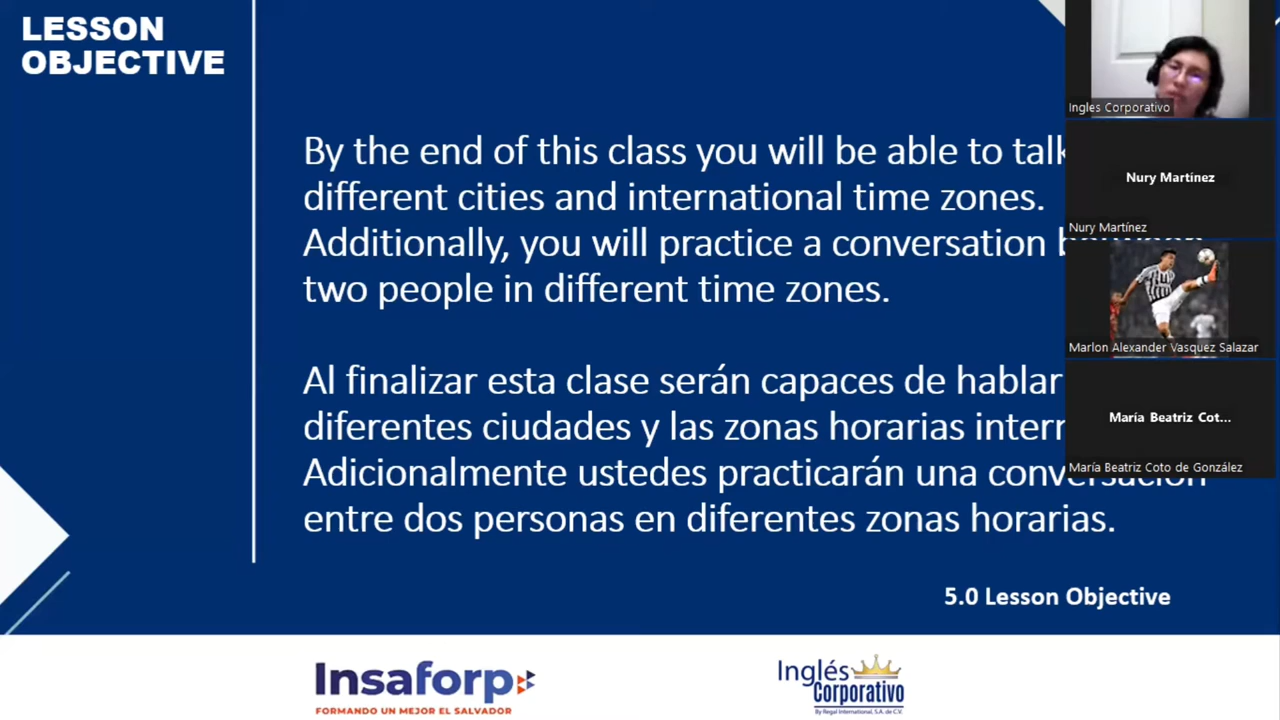 LESSON
OBJECTIVE
By the end of this class you will be able to talk
different cities and international time zones.
Additionally, you will practice a conversation
two people in different time zones.
Al finalizar esta clase serán capaces de hablar
diferentes ciudades y las zonas horarias
Adicionalmente ustedes practicarán una
entre dos personas en diferentes zonas horarias.
5.0 Lesson Objective
Insaforp
FORMANDO UN MEJOR EL SALVADOR
Inglés
Corporativo
By Regal International, S.A. de C.V.
Ingles Corporativo
Nury Martínez
Nury Martínez
Marlon Alexander Vasquez Salazar
María Beatriz Cot...
María Beatriz Coto de González